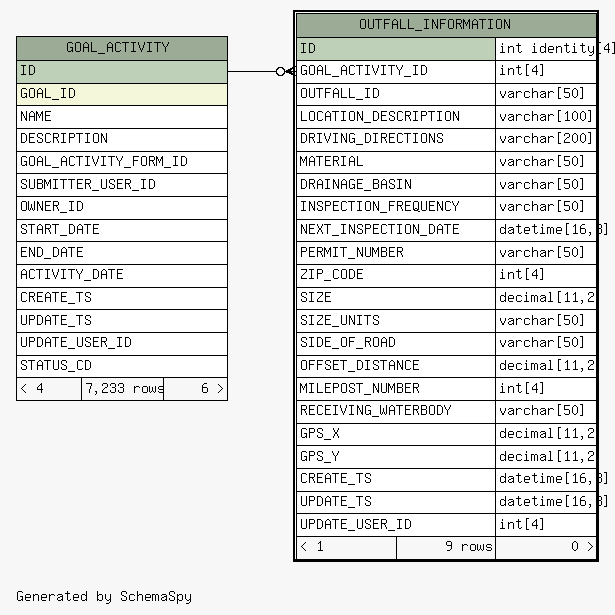 GOAL_ACTIVITY
ID
GOAL_ID
NAME
DESCRIPTION
GOAL_ACTIVITY_FORM_ID
SUBMITTER_USER_ID
OWNER_ID
START_DATE
END_DATE
ACTIVITY_DATE
CREATE_TS
UPDATE_TS
UPDATE_USER_ID
STATUS_CD
< 4 7,233 rows 6 >
OUTFALL_INFORMATION
ID int identity[4]
GOAL_ACTIVITY_ID int[4]
OUTFALL_ID varchar[50]
LOCATION_DESCRIPTION varchar[100]
DRIVING_DIRECTIONS varchar[200]
MATERIAL varchar[50]
DRAINAGE_BASIN varchar[50]
INSPECTION_FREQUENCY varchar[50]
NEXT_INSPECTION_DATE datetime[16,3]
PERMIT_NUMBER varchar[50]
ZIP_CODE int[4]
SIZE decimal[11,2
SIZE_UNITS varchar[50]
SIDE_OF_ROAD varchar[50]
OFFSET_DISTANCE decimal[11,2
MILEPOST_NUMBER int[4]
RECEIVING_WATERBODY varchar[50]
GPS_X decimal[11,2
GPS_Y decimal[11,2
CREATE_TS datetime[16,3]
UPDATE_TS datetime[16,3]
UPDATE_USER_ID int[4]
< 1 9 rows 0 >
Generated by SchemaSpy